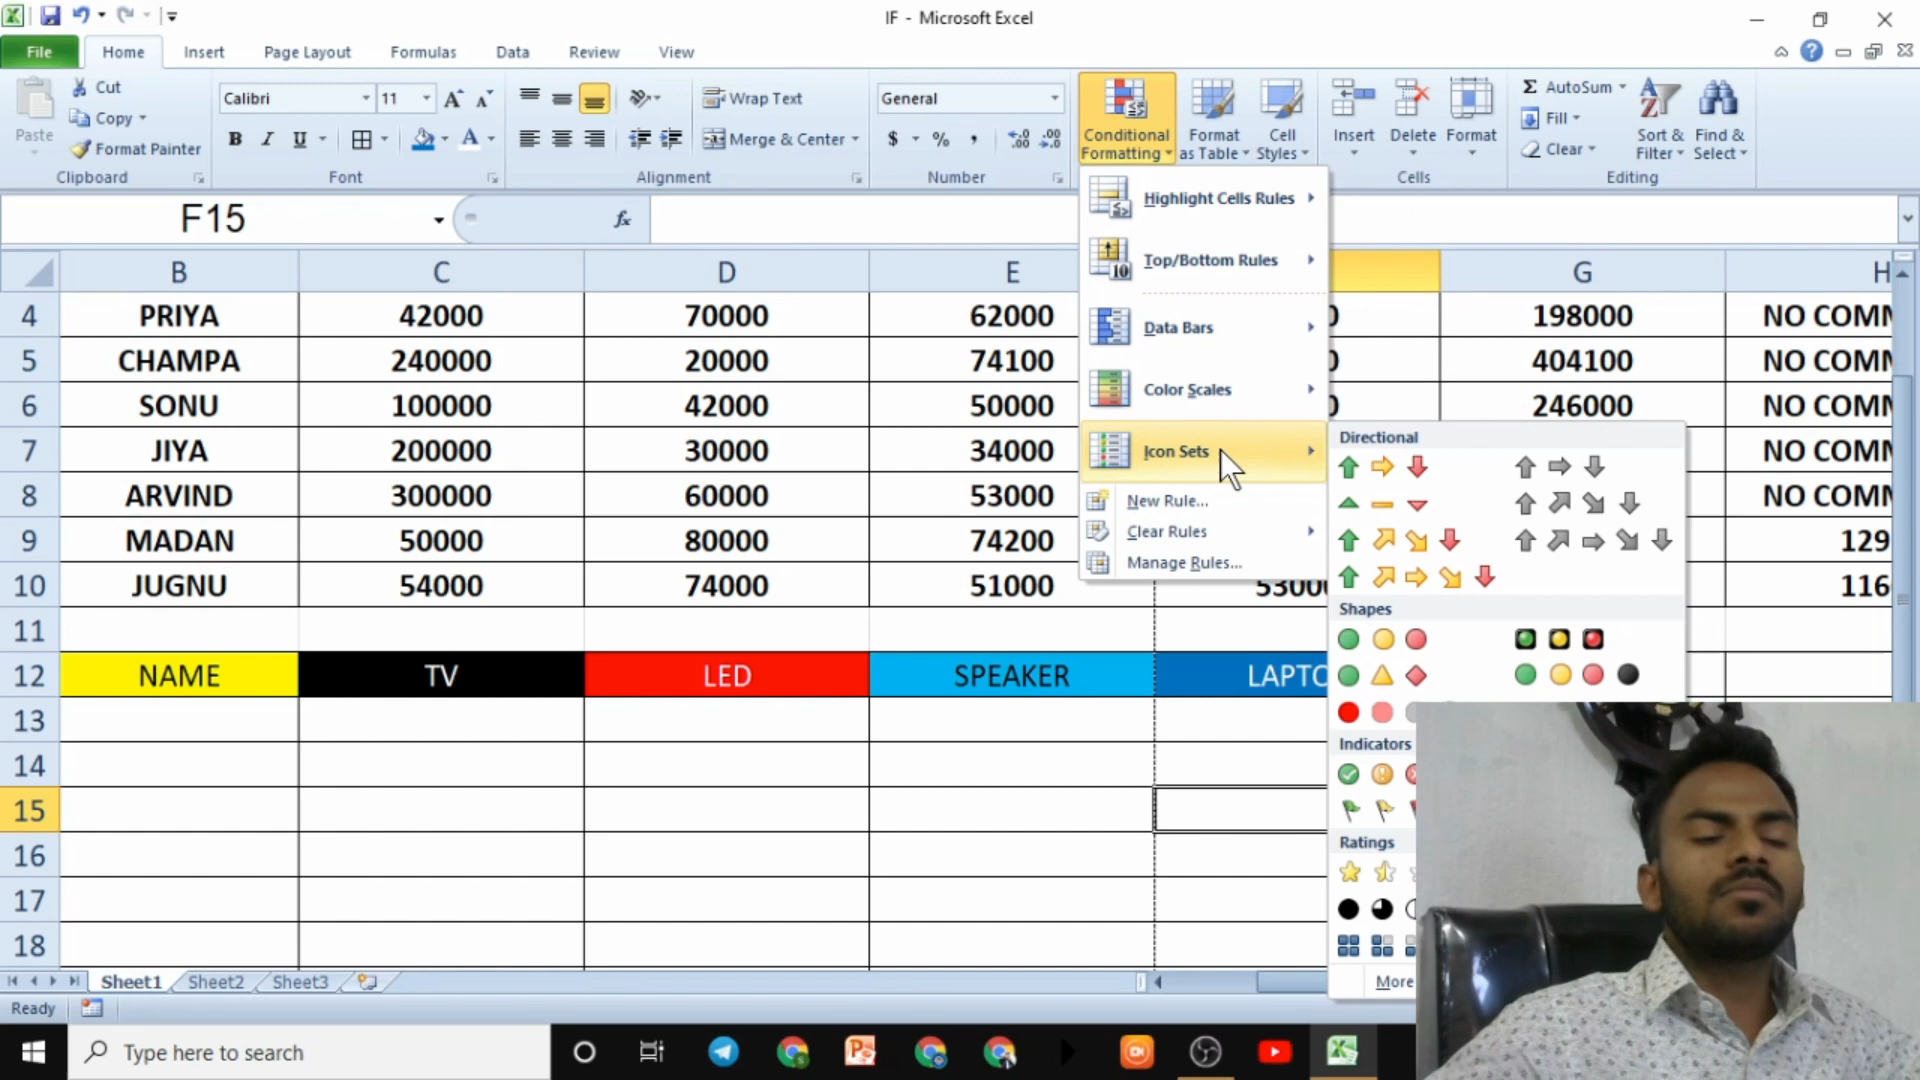 IF - Microsoft Excel
File Home Insert Page Layout Formulas Data Review View
Paste
Cut
Copy
Format Painter
Clipboard
Calibri 11
B I U
Font
Wrap Text
Merge & Center
Alignment
General
$ % ,
Number
Conditional Formatting
Format as Table
Cell Styles
Insert Delete Format
Cells
AutoSum
Fill
Clear
Sort & Filter
Find & Select
Editing
F15 fx
Highlight Cells Rules
Top/Bottom Rules
Data Bars
Color Scales
Icon Sets
New Rule...
Clear Rules
Manage Rules...
Directional
Shapes
Indicators
Ratings
More
B C D E G H
4 PRIYA 42000 70000 62000 0 198000 NO COMM
5 CHAMPA 240000 20000 74100 404100 NO COMM
6 SONU 100000 42000 50000 0 246000 NO COMM
7 JIYA 200000 30000 34000 NO COMM
8 ARVIND 300000 60000 53000 NO COMM
9 MADAN 50000 80000 74200 129
10 JUGNU 54000 74000 51000 5300 116
11
12 NAME TV LED SPEAKER LAPTO
13
14
15
16
17
18
Sheet1 Sheet2 Sheet3
Ready
Type here to search